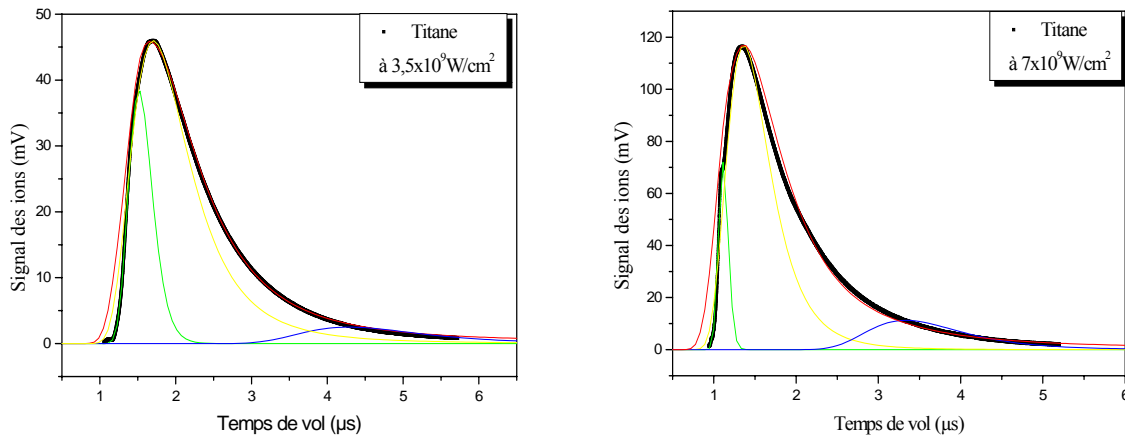 Titane
à 3,5x10⁹W/cm²
Signal des ions (mV)
50
40
30
20
10
0
1 2 3 4 5 6
Temps de vol (µs)
Titane
à 7x10⁹W/cm²
Signal des ions (mV)
120
100
80
60
40
20
0
1 2 3 4 5 6
Temps de vol (µs)